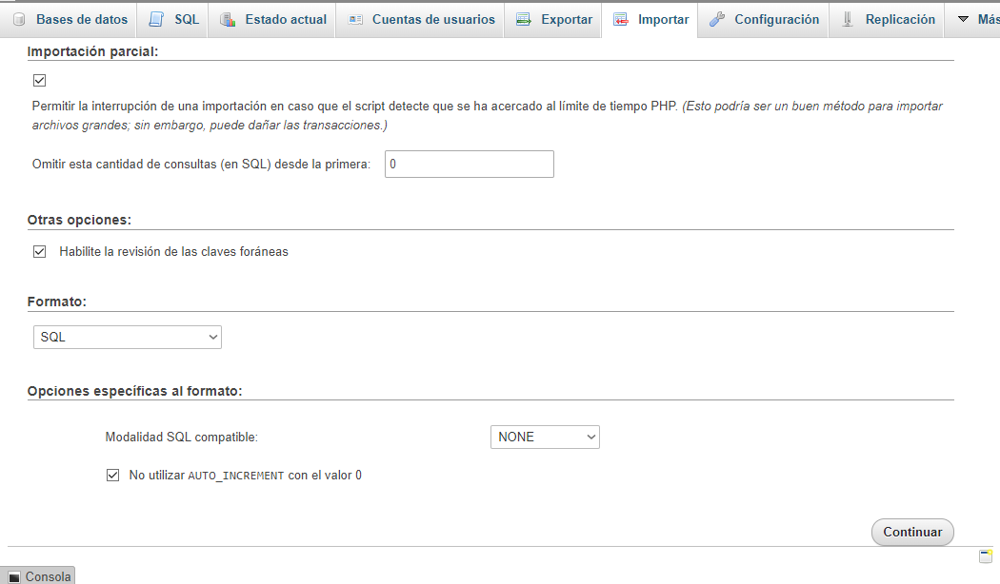 Bases de datos SQL Estado actual Cuentas de usuarios Exportar Importar Configuración Replicación Más
Importación parcial:
Permitir la interrupción de una importación en caso que el script detecte que se ha acercado al límite de tiempo PHP. (Esto podría ser un buen método para importar
archivos grandes; sin embargo, puede dañar las transacciones.)
Omitir esta cantidad de consultas (en SQL) desde la primera: 0
Otras opciones:
Habilite la revisión de las claves foráneas
Formato:
SQL
Opciones específicas al formato:
Modalidad SQL compatible: NONE
No utilizar AUTO_INCREMENT con el valor 0
Continuar
Consola